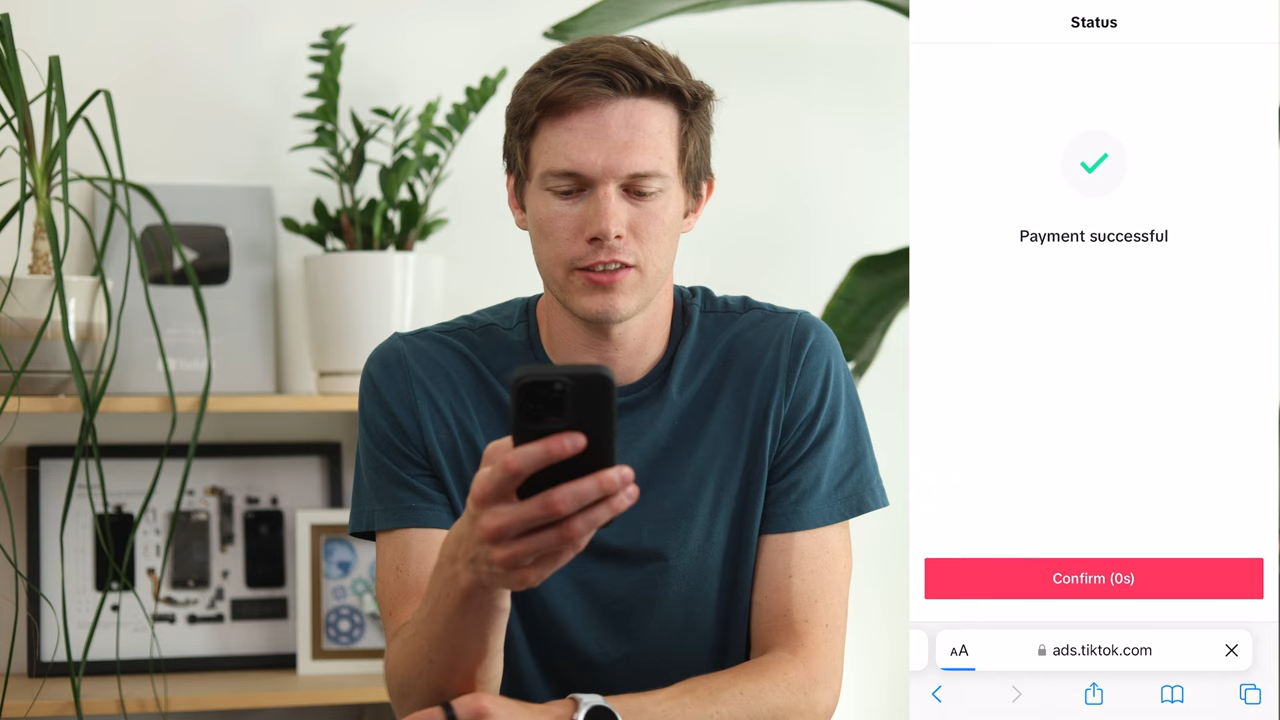 Status
Payment successful
Confirm (0s)
AA
ads.tiktok.com